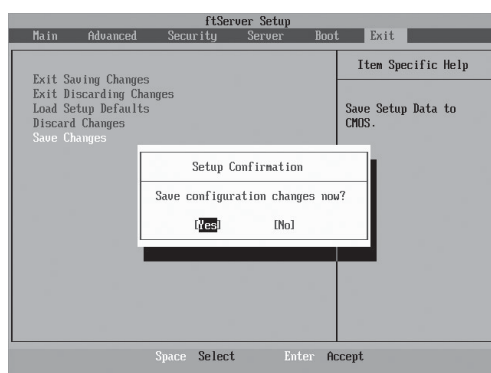 ftServer Setup
Main Advanced Security Server Boot Exit
Item Specific Help
Exit Saving Changes
Exit Discarding Changes
Load Setup Defaults
Discard Changes
Save Changes
Save Setup Data to
CMOS.
Setup Confirmation
Save configuration changes now?
[Yes] [No]
Space Select Enter Accept